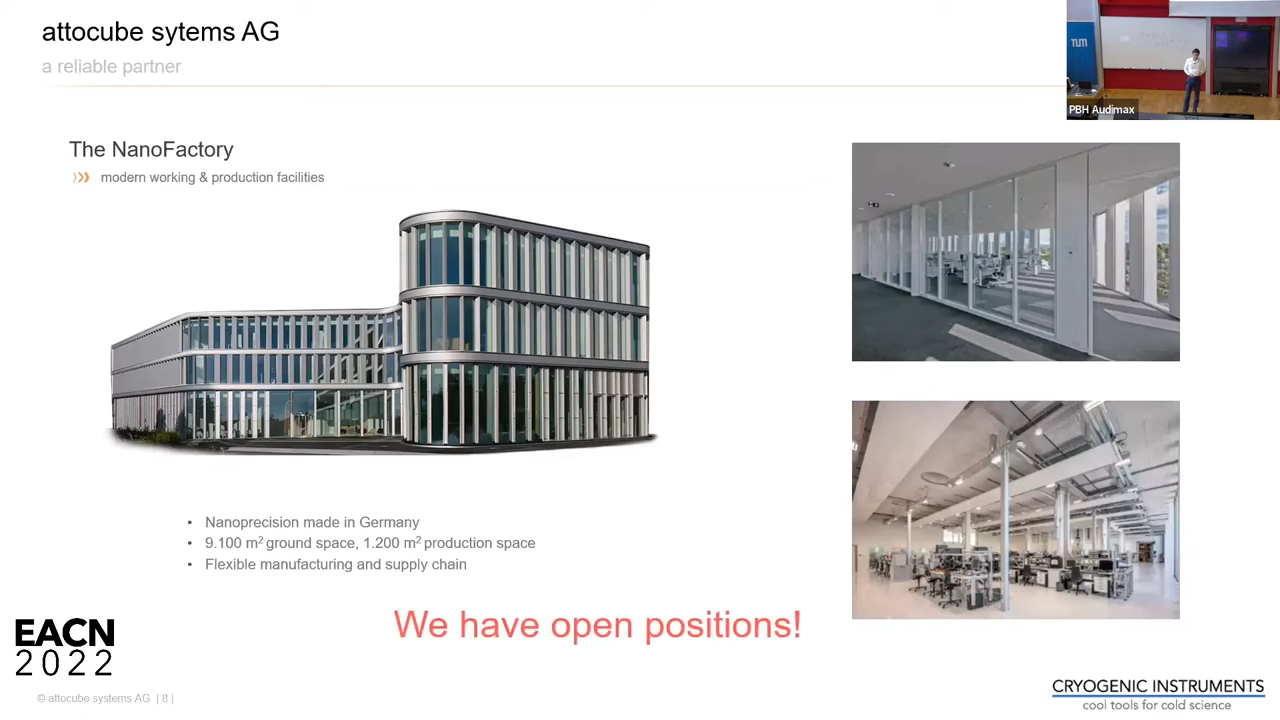 attocube sytems AG
a reliable partner
TUM
PBH Audimax
The NanoFactory
modern working & production facilities
• Nanoprecision made in Germany
• 9.100 m² ground space, 1.200 m² production space
• Flexible manufacturing and supply chain
We have open positions!
EACN
2022
© attocube systems AG | 8 |
CRYOGENIC INSTRUMENTS
cool tools for cold science